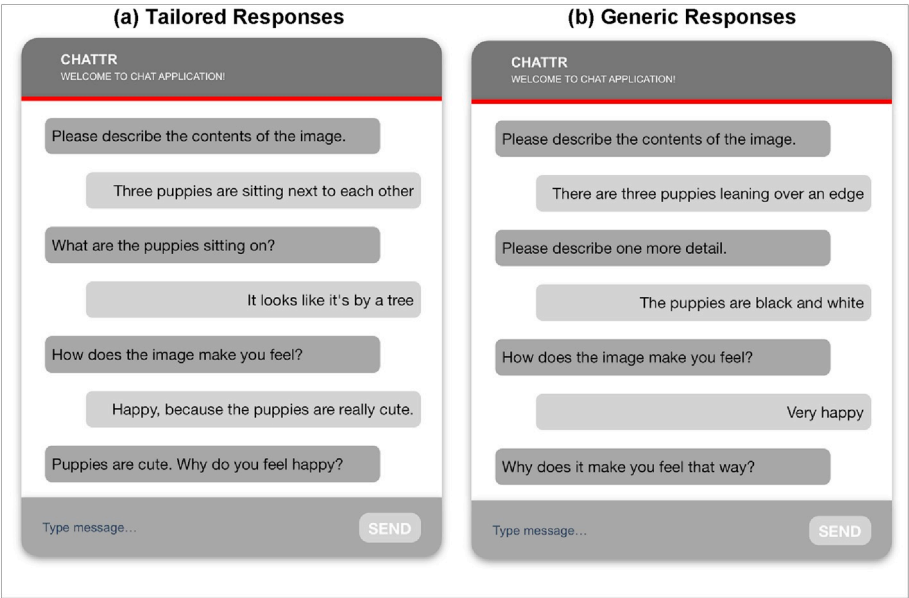 (a) Tailored Responses
CHATTR
WELCOME TO CHAT APPLICATION!
Please describe the contents of the image.
Three puppies are sitting next to each other
What are the puppies sitting on?
It looks like it's by a tree
How does the image make you feel?
Happy, because the puppies are really cute.
Puppies are cute. Why do you feel happy?
Type message...
SEND
(b) Generic Responses
CHATTR
WELCOME TO CHAT APPLICATION!
Please describe the contents of the image.
There are three puppies leaning over an edge
Please describe one more detail.
The puppies are black and white
How does the image make you feel?
Very happy
Why does it make you feel that way?
Type message...
SEND